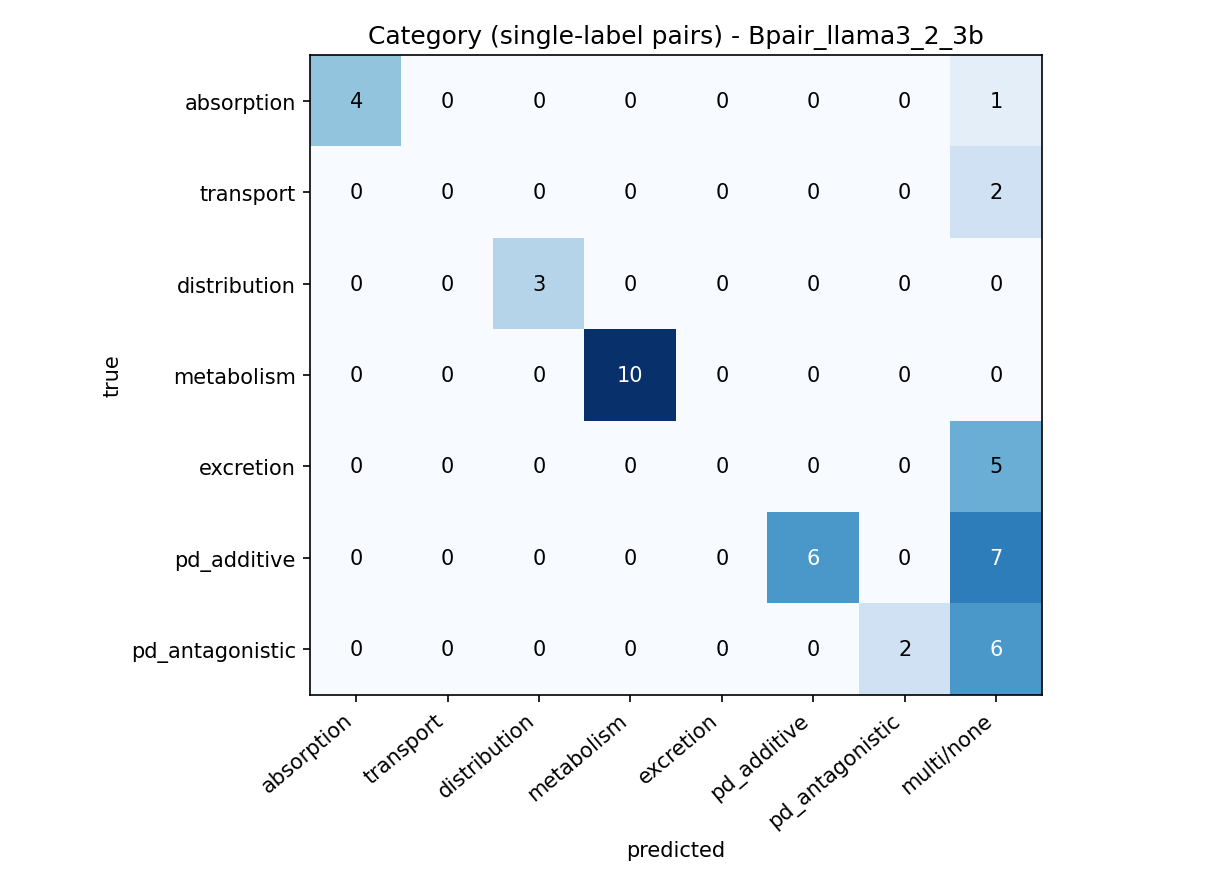 Category (single-label pairs) - Bpair_llama3_2_3b
absorption 4 0 0 0 0 0 0 1
transport 0 0 0 0 0 0 0 2
distribution 0 0 3 0 0 0 0 0
metabolism 0 0 0 10 0 0 0 0
excretion 0 0 0 0 0 0 0 5
pd_additive 0 0 0 0 0 6 0 7
pd_antagonistic 0 0 0 0 0 0 2 6
true
absorption transport distribution metabolism excretion pd_additive pd_antagonistic multi/none
predicted